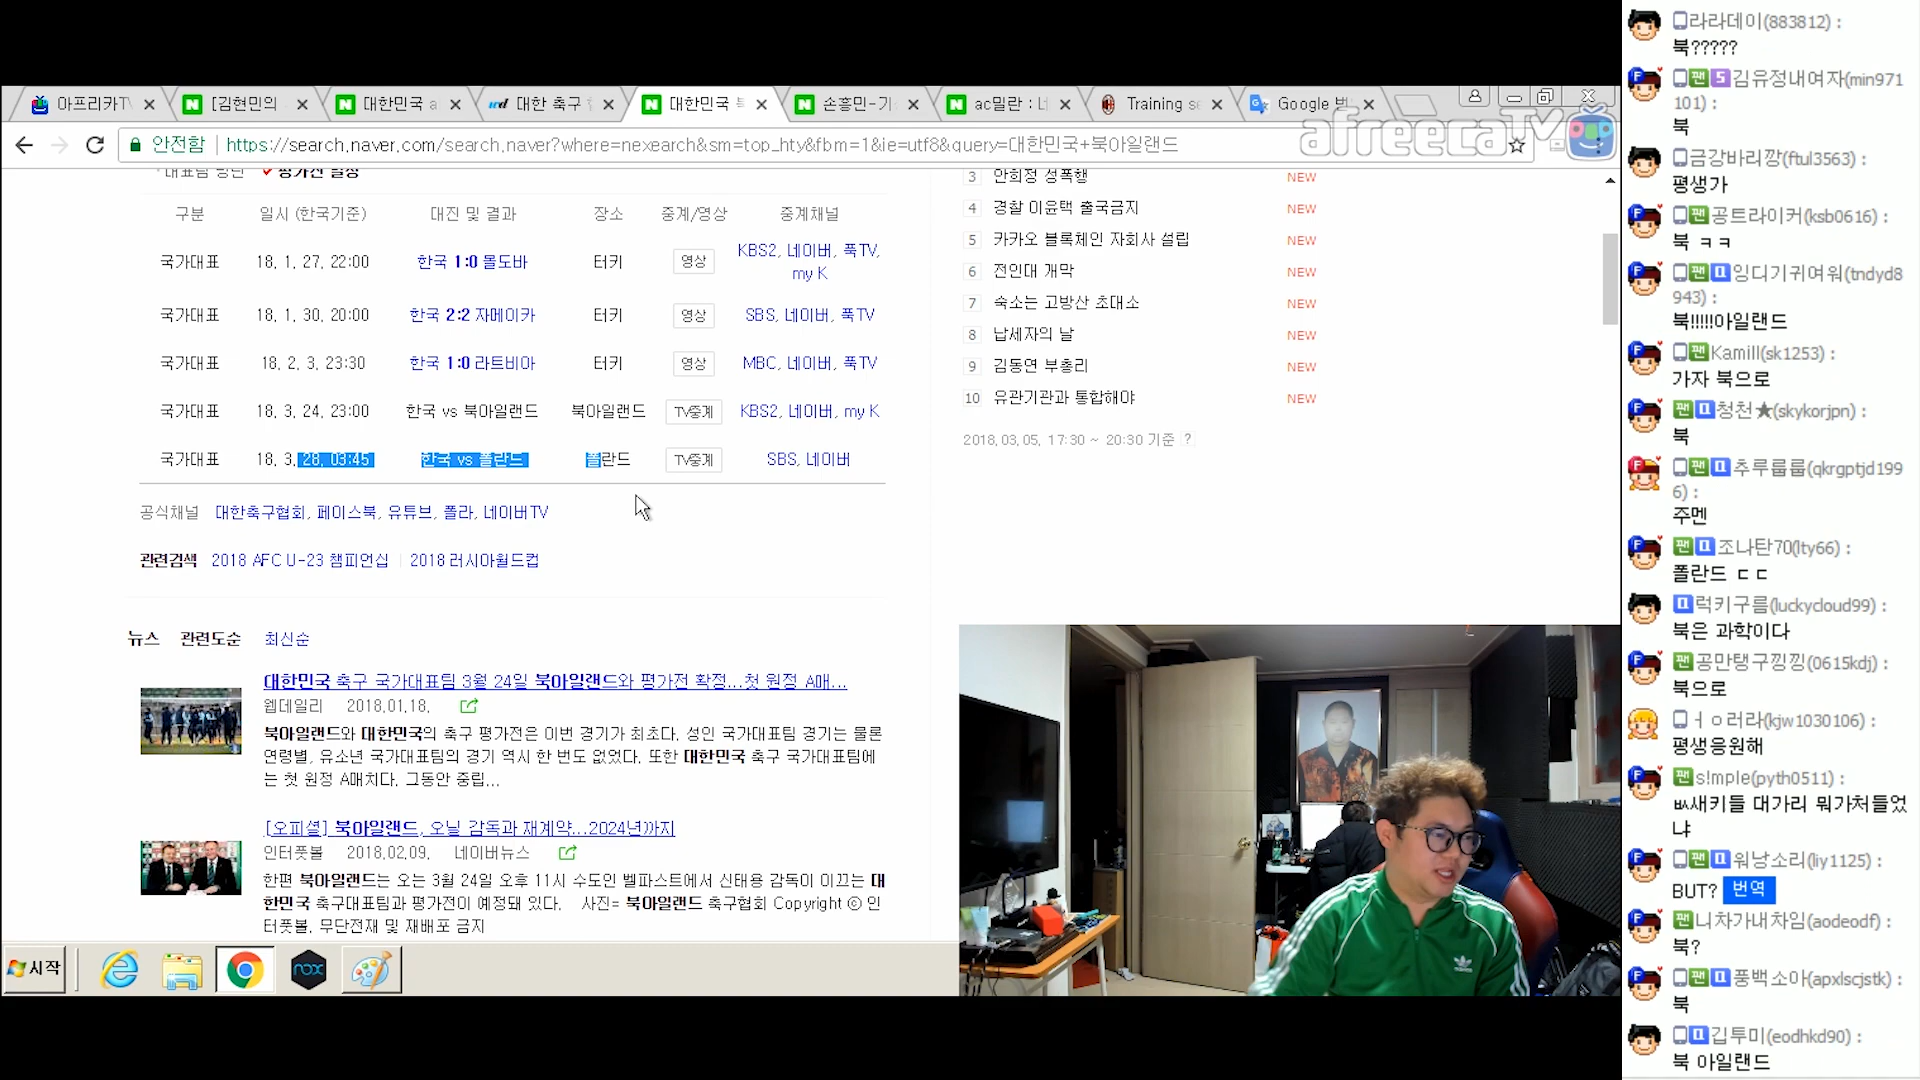 아프리카T
[김현민의
대한민국 a
대한 축구
대한민국
손흥민-기
ac밀란 : 너
Training se
Google 번
afreecaTV
안전함
https://search.naver.com/search.naver?where=nexearch&sm=top_hty&fbm=1&ie=utf8&query=대한민국+북아일랜드
구분 일시 (한국기준) 대진 및 결과 장소 중계/영상 중계채널
국가대표 18. 1. 27. 22:00 한국 1:0 몰도바 터키 영상 KBS2, 네이버, 푹TV,
my K
국가대표 18. 1. 30. 20:00 한국 2:2 자메이카 터키 영상 SBS, 네이버, 푹TV
국가대표 18. 2. 3. 23:30 한국 1:0 라트비아 터키 영상 MBC, 네이버, 푹TV
국가대표 18. 3. 24. 23:00 한국 vs 북아일랜드 북아일랜드 TV중계 KBS2, 네이버, my K
국가대표 18. 3. 28. 03:45 한국 vs 폴란드 폴란드 TV중계 SBS, 네이버
공식채널 대한축구협회, 페이스북, 유튜브, 폴라, 네이버TV
관련검색 2018 AFC U-23 챔피언십 | 2018 러시아월드컵
뉴스 관련도순 최신순
대한민국 축구 국가대표팀 3월 24일 북아일랜드와 평가전 확정...첫 원정 A매...
웹데일리 2018.01.18.
북아일랜드와 대한민국의 축구 평가전은 이번 경기가 최초다. 성인 국가대표팀 경기는 물론
연령별, 유소년 국가대표팀의 경기 역시 한 번도 없었다. 또한 대한민국 축구 국가대표팀에
는 첫 원정 A매치다. 그동안 중립...
[오피셜] 북아일랜드, 오닐 감독과 재계약...2024년까지
인터풋볼 2018.02.09. 네이버뉴스
한편 북아일랜드는 오는 3월 24일 오후 11시 수도인 벨파스트에서 신태용 감독이 이끄는 대
한민국 축구대표팀과 평가전이 예정돼 있다. 사진= 북아일랜드 축구협회 Copyright ⓒ 인
터풋볼. 무단전재 및 재배포 금지
3 안희정 성폭행 NEW
4 경찰 이윤택 출국금지 NEW
5 카카오 블록체인 자회사 설립 NEW
6 전인대 개막 NEW
7 숙소는 고방산 초대소 NEW
8 납세자의 날 NEW
9 김동연 부총리 NEW
10 유관기관과 통합해야 NEW
2018.03.05. 17:30 ~ 20:30 기준 ?
시작
nox
라라데이(883812) :
북?????
팬 S 김유정내여자(min971
101) :
북
금강바리깡(ftul3563) :
평생가
팬 공트라이커(ksb0616) :
북 ㅋㅋ
팬 잉디기귀여워(tndyd8
943) :
북!!!!!아일랜드
팬 Kamill(sk1253) :
가자 북으로
팬 청천★(skykorjpn) :
북
팬 추루룹룹(qkrgptjd199
6) :
주멘
팬 조나탄70(lty66) :
폴란드 ㄷㄷ
럭키구름(luckycloud99) :
북은 과학이다
팬 공만탱구낑낑(0615kdj) :
북으로
ㅓㅇ러라(kjw1030106) :
평생응원해
팬 s!mple(pyth0511) :
ㅄ새키들 대가리 뭐가처들었
냐
팬 워낭소리(liy1125) :
BUT? 번역
팬 니차가내차임(aodeodf) :
북?
팬 풍백소아(apxlscjstk) :
북
깁투미(eodhkd90) :
북 아일랜드